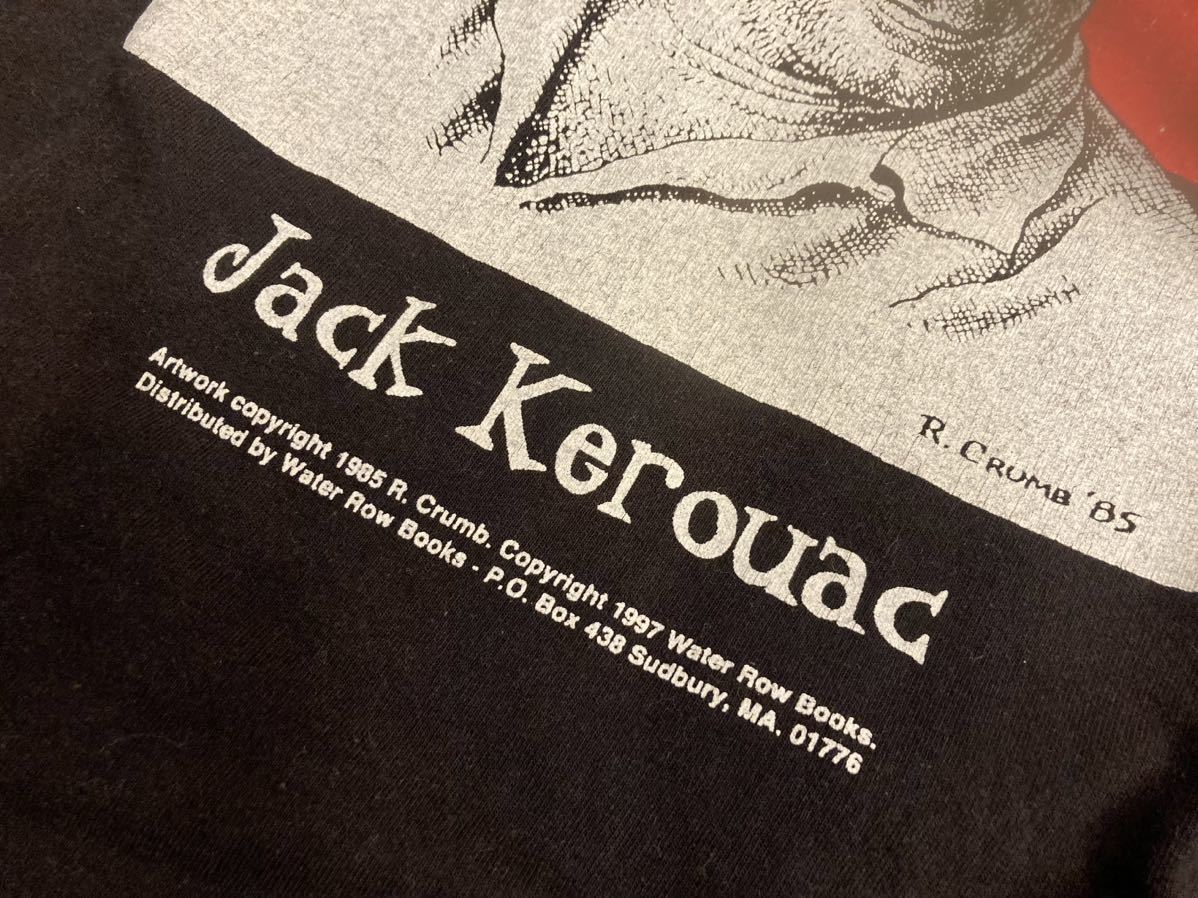 R. CRUMB '85
Jack Kerouac
Artwork copyright 1985 R. Crumb. Copyright 1997 Water Row Books.
Distributed by Water Row Books - P.O. Box 438 Sudbury, MA. 01776